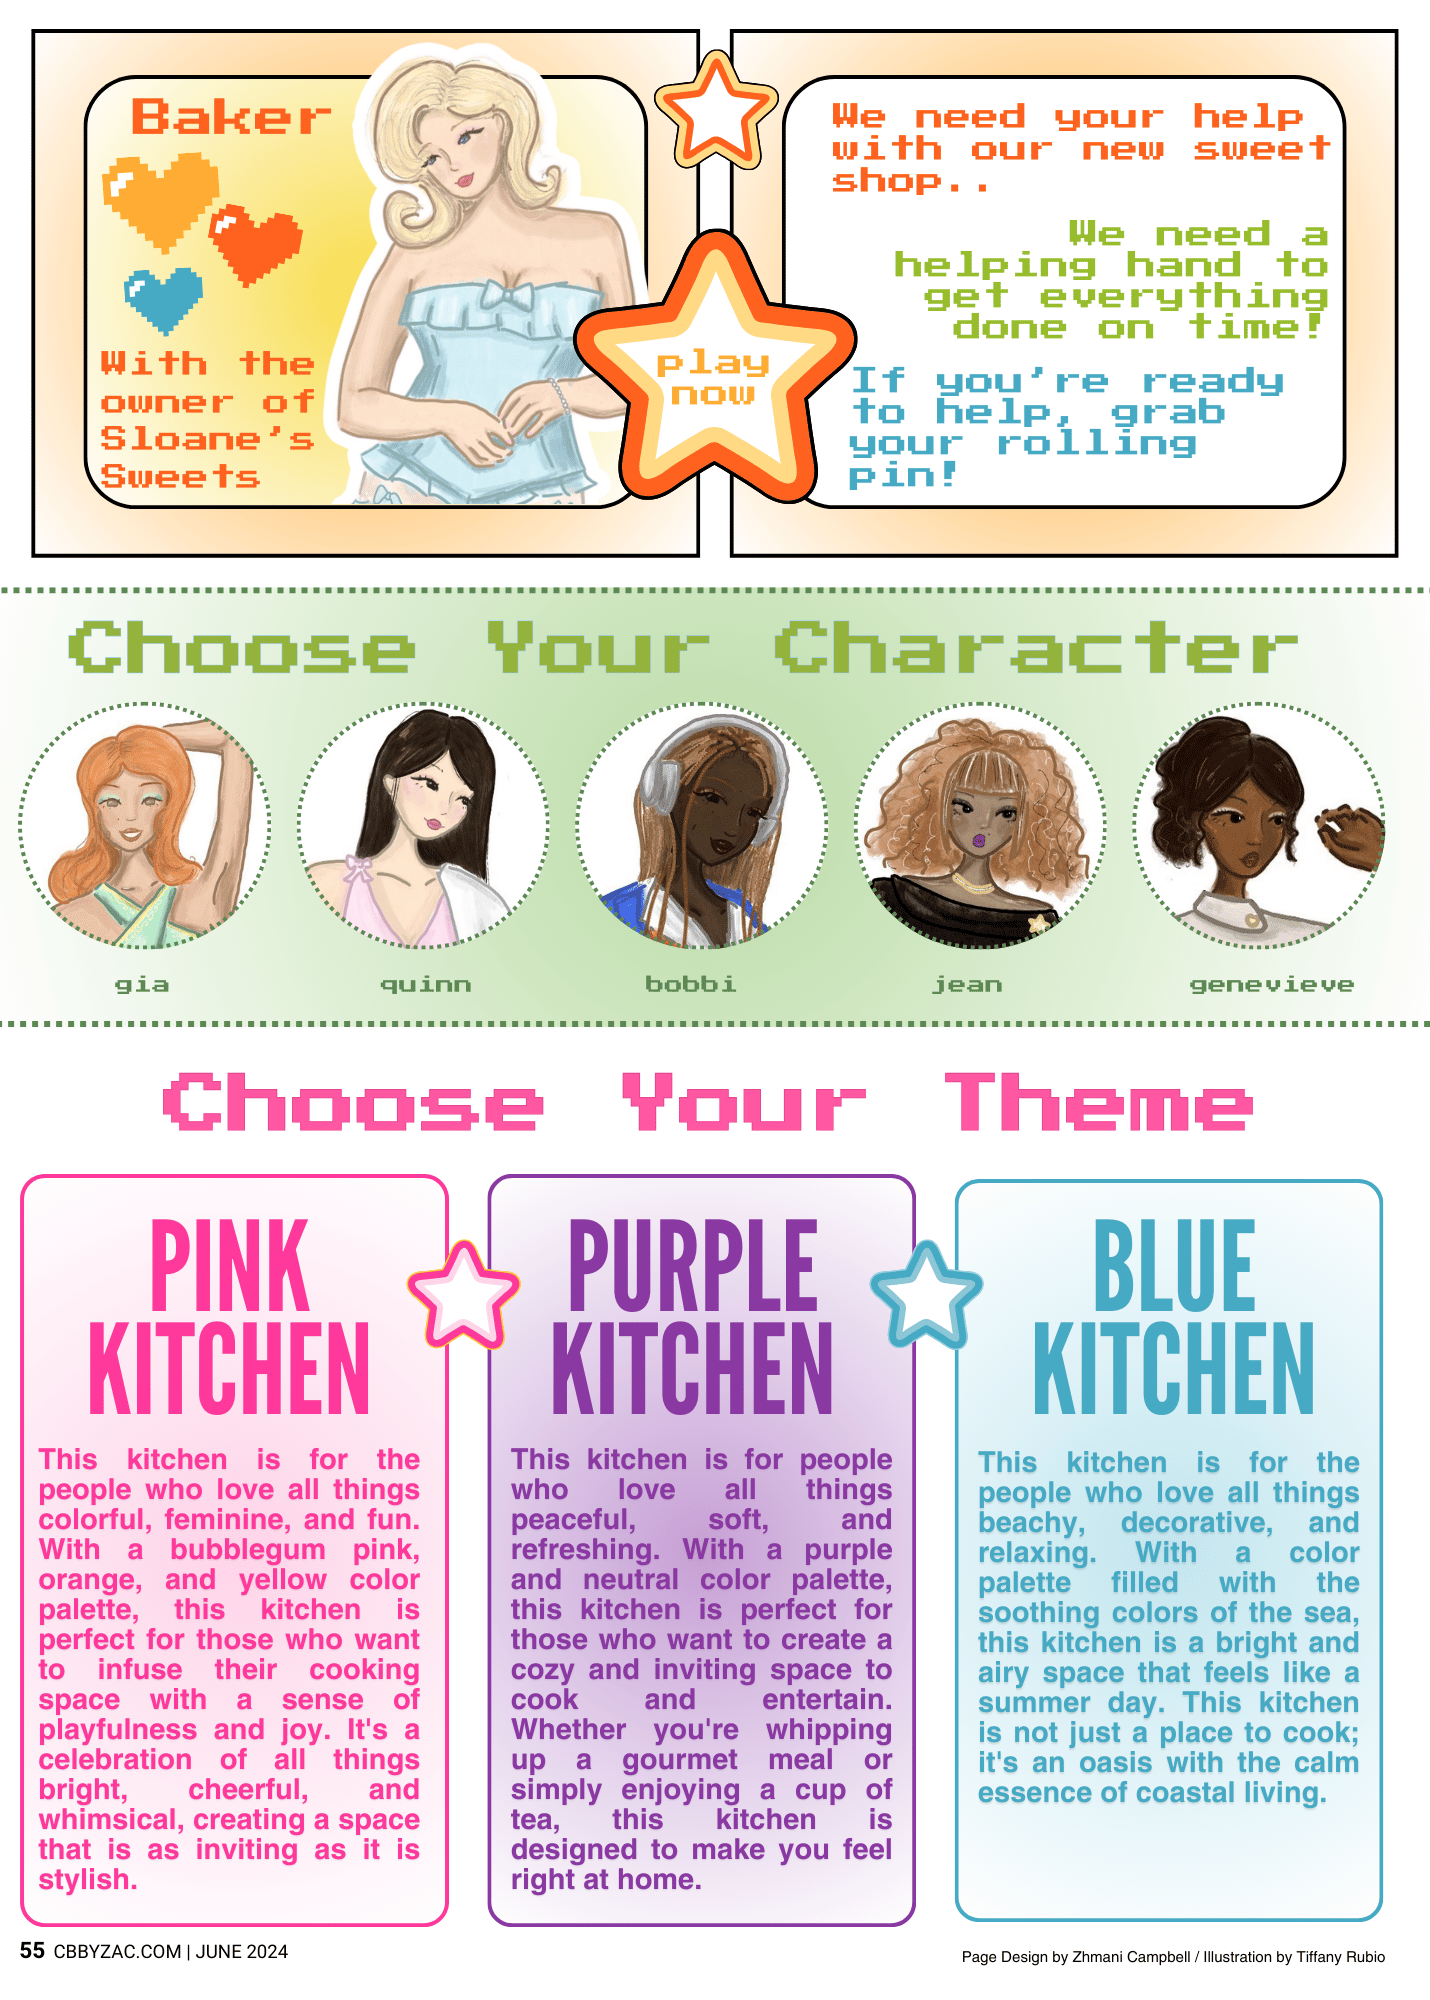 Baker
With the
owner of
Sloane's
Sweets
play
now
We need your help
with our new sweet
shop..
We need a
helping hand to
get everything
done on time!
If you're ready
to help, grab
your rolling
pin!
Choose Your Character
gia
quinn
bobbi
jean
genevieve
Choose Your Theme
PINK
KITCHEN
This kitchen is for the
people who love all things
colorful, feminine, and fun.
With a bubblegum pink,
orange, and yellow color
palette, this kitchen is
perfect for those who want
to infuse their cooking
space with a sense of
playfulness and joy. It's a
celebration of all things
bright, cheerful, and
whimsical, creating a space
that is as inviting as it is
stylish.
PURPLE
KITCHEN
This kitchen is for people
who love all things
peaceful, soft, and
refreshing. With a purple
and neutral color palette,
this kitchen is perfect for
those who want to create a
cozy and inviting space to
cook and entertain.
Whether you're whipping
up a gourmet meal or
simply enjoying a cup of
tea, this kitchen is
designed to make you feel
right at home.
BLUE
KITCHEN
This kitchen is for the
people who love all things
beachy, decorative, and
relaxing. With a color
palette filled with the
soothing colors of the sea,
this kitchen is a bright and
airy space that feels like a
summer day. This kitchen
is not just a place to cook;
it's an oasis with the calm
essence of coastal living.
55 CBBYZAC.COM | JUNE 2024
Page Design by Zhmani Campbell / Illustration by Tiffany Rubio